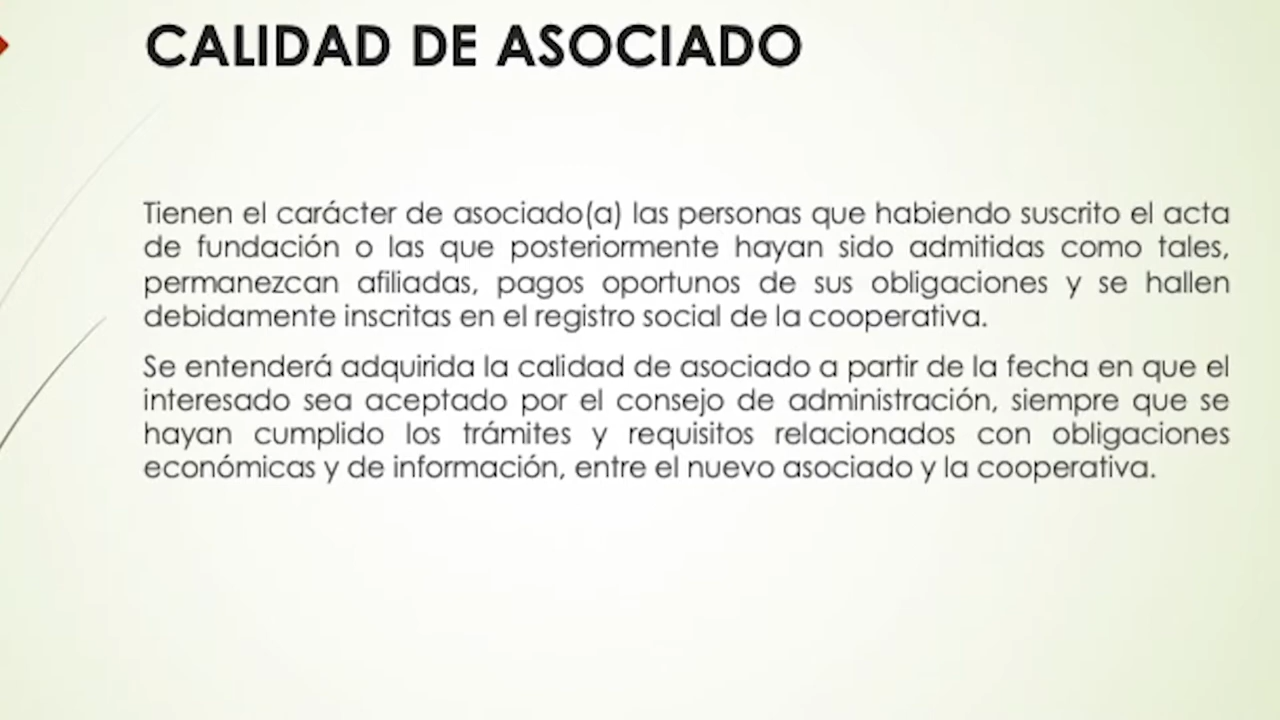 CALIDAD DE ASOCIADO
Tienen el carácter de asociado(a) las personas que habiendo suscrito el acta
de fundación o las que posteriormente hayan sido admitidas como tales,
permanezcan afiliadas, pagos oportunos de sus obligaciones y se hallen
debidamente inscritas en el registro social de la cooperativa.
Se entenderá adquirida la calidad de asociado a partir de la fecha en que el
interesado sea aceptado por el consejo de administración, siempre que se
hayan cumplido los trámites y requisitos relacionados con obligaciones
económicas y de información, entre el nuevo asociado y la cooperativa.